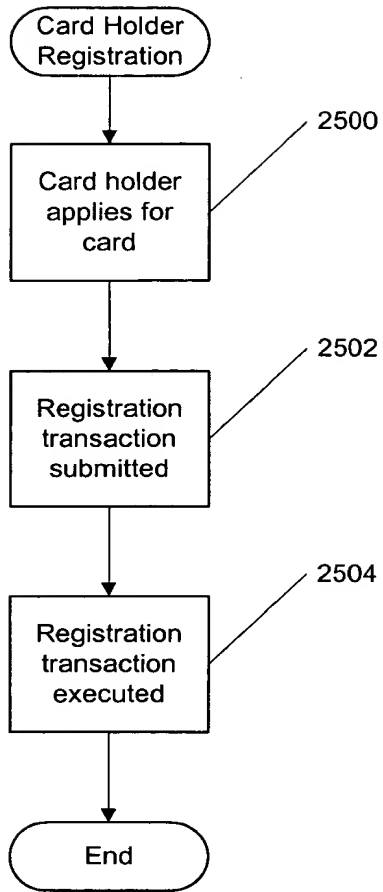 Card Holder
Registration
2500
Card holder
applies for
card
2502
Registration
transaction
submitted
2504
Registration
transaction
executed
End